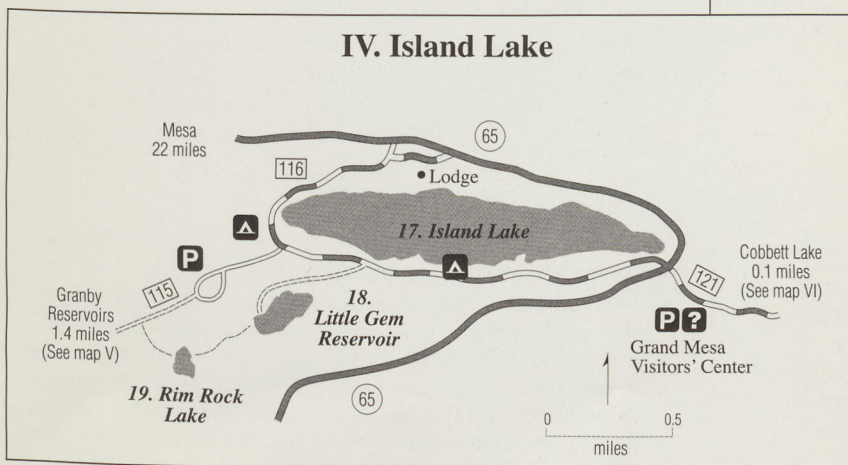 IV. Island Lake
Mesa
22 miles
65
116
Lodge
17. Island Lake
P
115
Granby
Reservoirs
1.4 miles
(See map V)
18.
Little Gem
Reservoir
19. Rim Rock
Lake
65
Cobbett Lake
0.1 miles
(See map VI)
121
P ?
Grand Mesa
Visitors' Center
0 0.5
miles